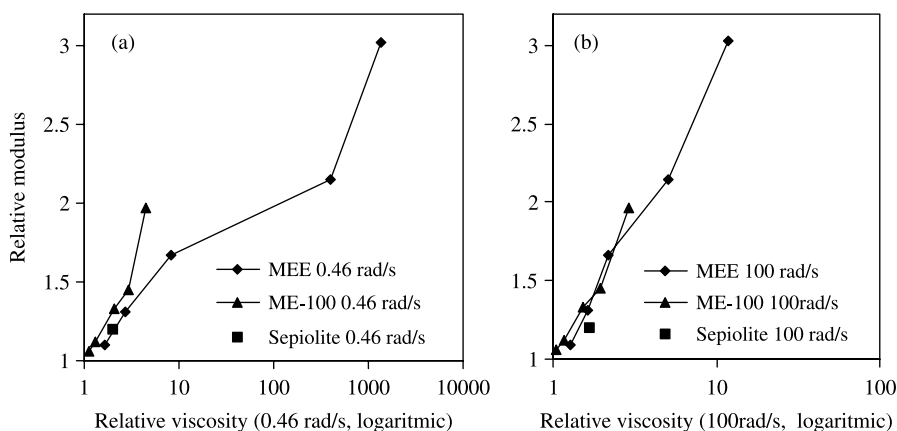 (a)
3
2.5
2
1.5
1
Relative modulus
MEE 0.46 rad/s
ME-100 0.46 rad/s
Sepiolite 0.46 rad/s
1 10 100 1000 10000
Relative viscosity (0.46 rad/s, logaritmic)
(b)
3
2.5
2
1.5
1
MEE 100 rad/s
ME-100 100rad/s
Sepiolite 100 rad/s
1 10 100
Relative viscosity (100rad/s, logaritmic)